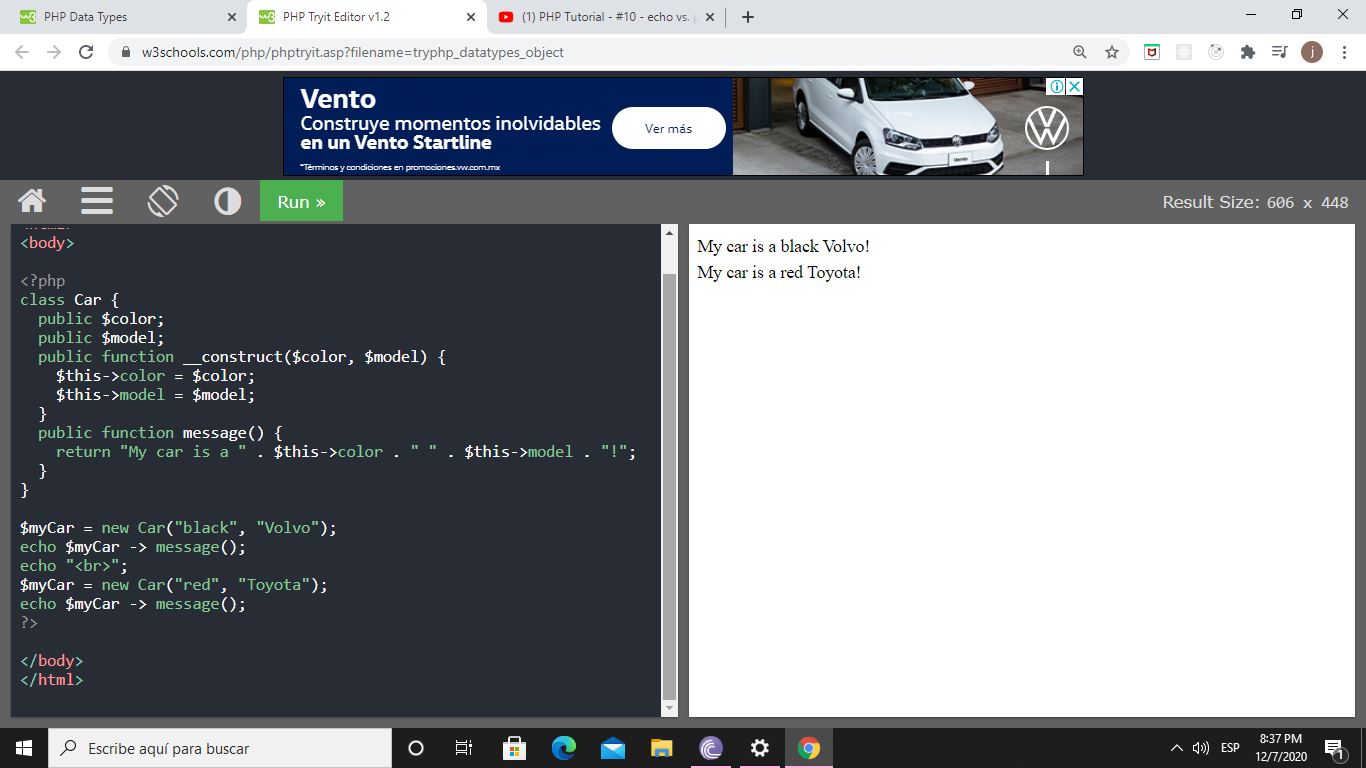 PHP Data Types
PHP Tryit Editor v1.2
(1) PHP Tutorial - #10 - echo vs.
w3schools.com/php/phptryit.asp?filename=tryphp_datatypes_object
j
Vento
Construye momentos inolvidables
en un Vento Startline
*Términos y condiciones en promociones.vw.com.mx
Ver más
Vento
Run »
Result Size: 606 x 448
<body>
<?php
class Car {
public $color;
public $model;
public function __construct($color, $model) {
$this->color = $color;
$this->model = $model;
}
public function message() {
return "My car is a " . $this->color . " " . $this->model . "!";
}
}
$myCar = new Car("black", "Volvo");
echo $myCar -> message();
echo "<br>";
$myCar = new Car("red", "Toyota");
echo $myCar -> message();
?>
</body>
</html>
My car is a black Volvo!
My car is a red Toyota!
Escribe aquí para buscar
ESP
8:37 PM
12/7/2020
1